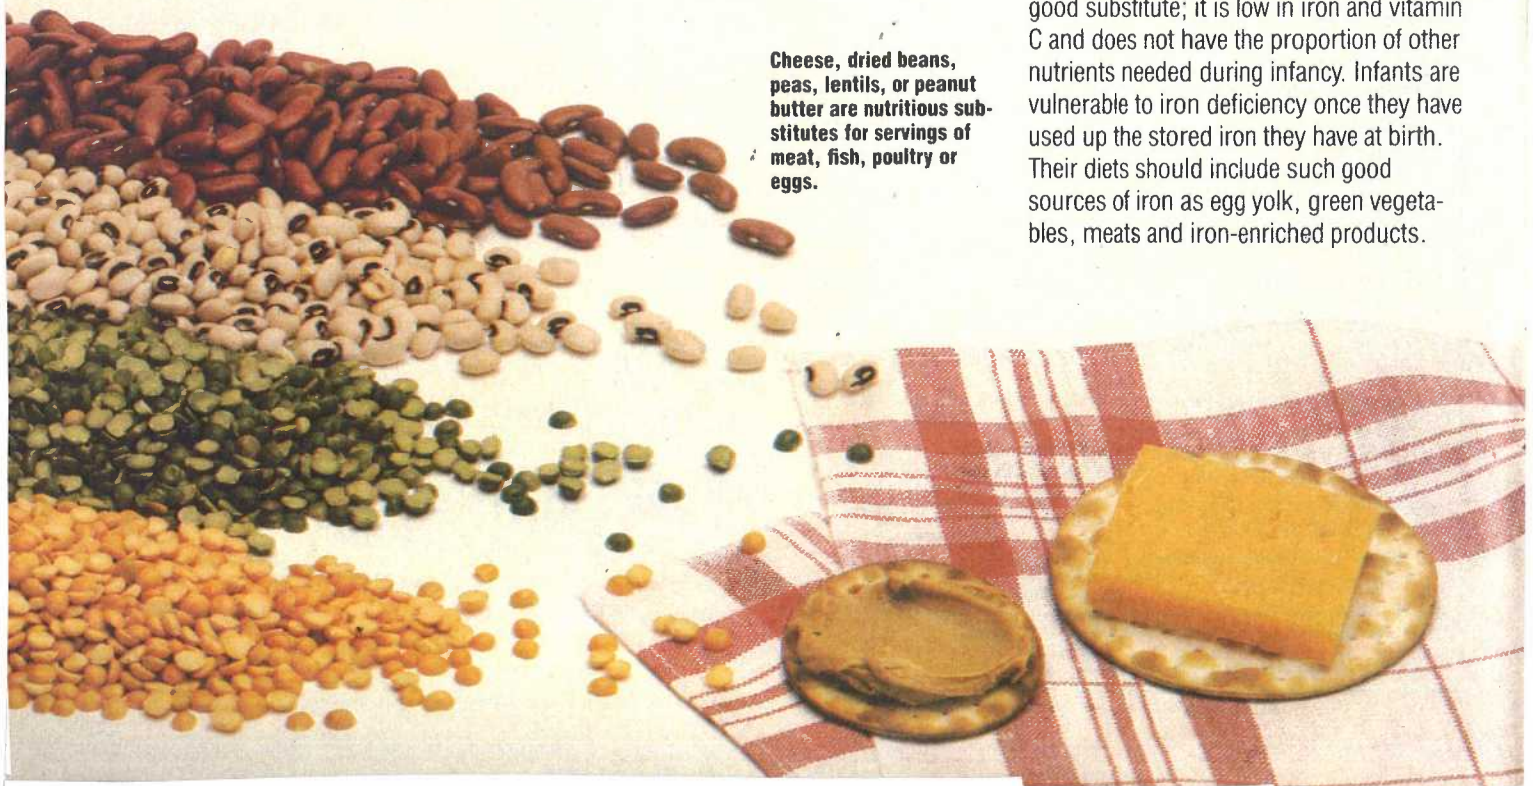 Cheese, dried beans,
peas, lentils, or peanut
butter are nutritious sub-
stitutes for servings of
meat, fish, poultry or
eggs.
good substitute; it is low in iron and vitamin
C and does not have the proportion of other
nutrients needed during infancy. Infants are
vulnerable to iron deficiency once they have
used up the stored iron they have at birth.
Their diets should include such good
sources of iron as egg yolk, green vegeta-
bles, meats and iron-enriched products.